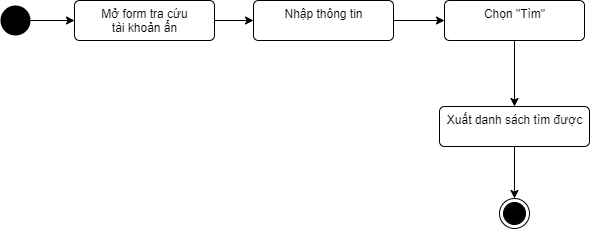 Mở form tra cứu
tài khoản ẩn
Nhập thông tin
Chọn "Tìm"
Xuất danh sách tìm được